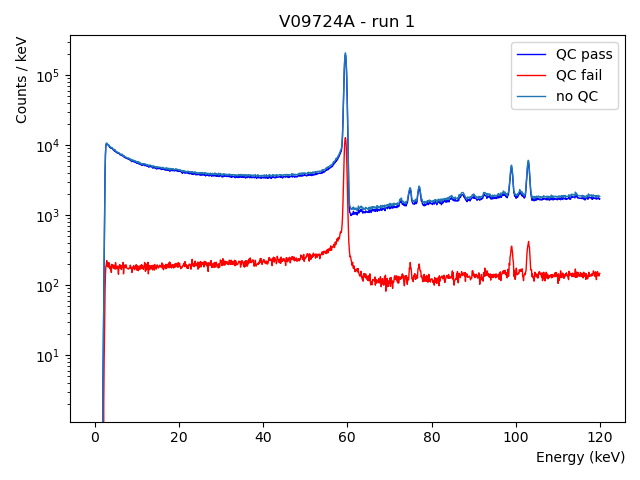 V09724A - run 1
Counts / keV
10^5
10^4
10^3
10^2
10^1
QC pass
QC fail
no QC
0 20 40 60 80 100 120
Energy (keV)